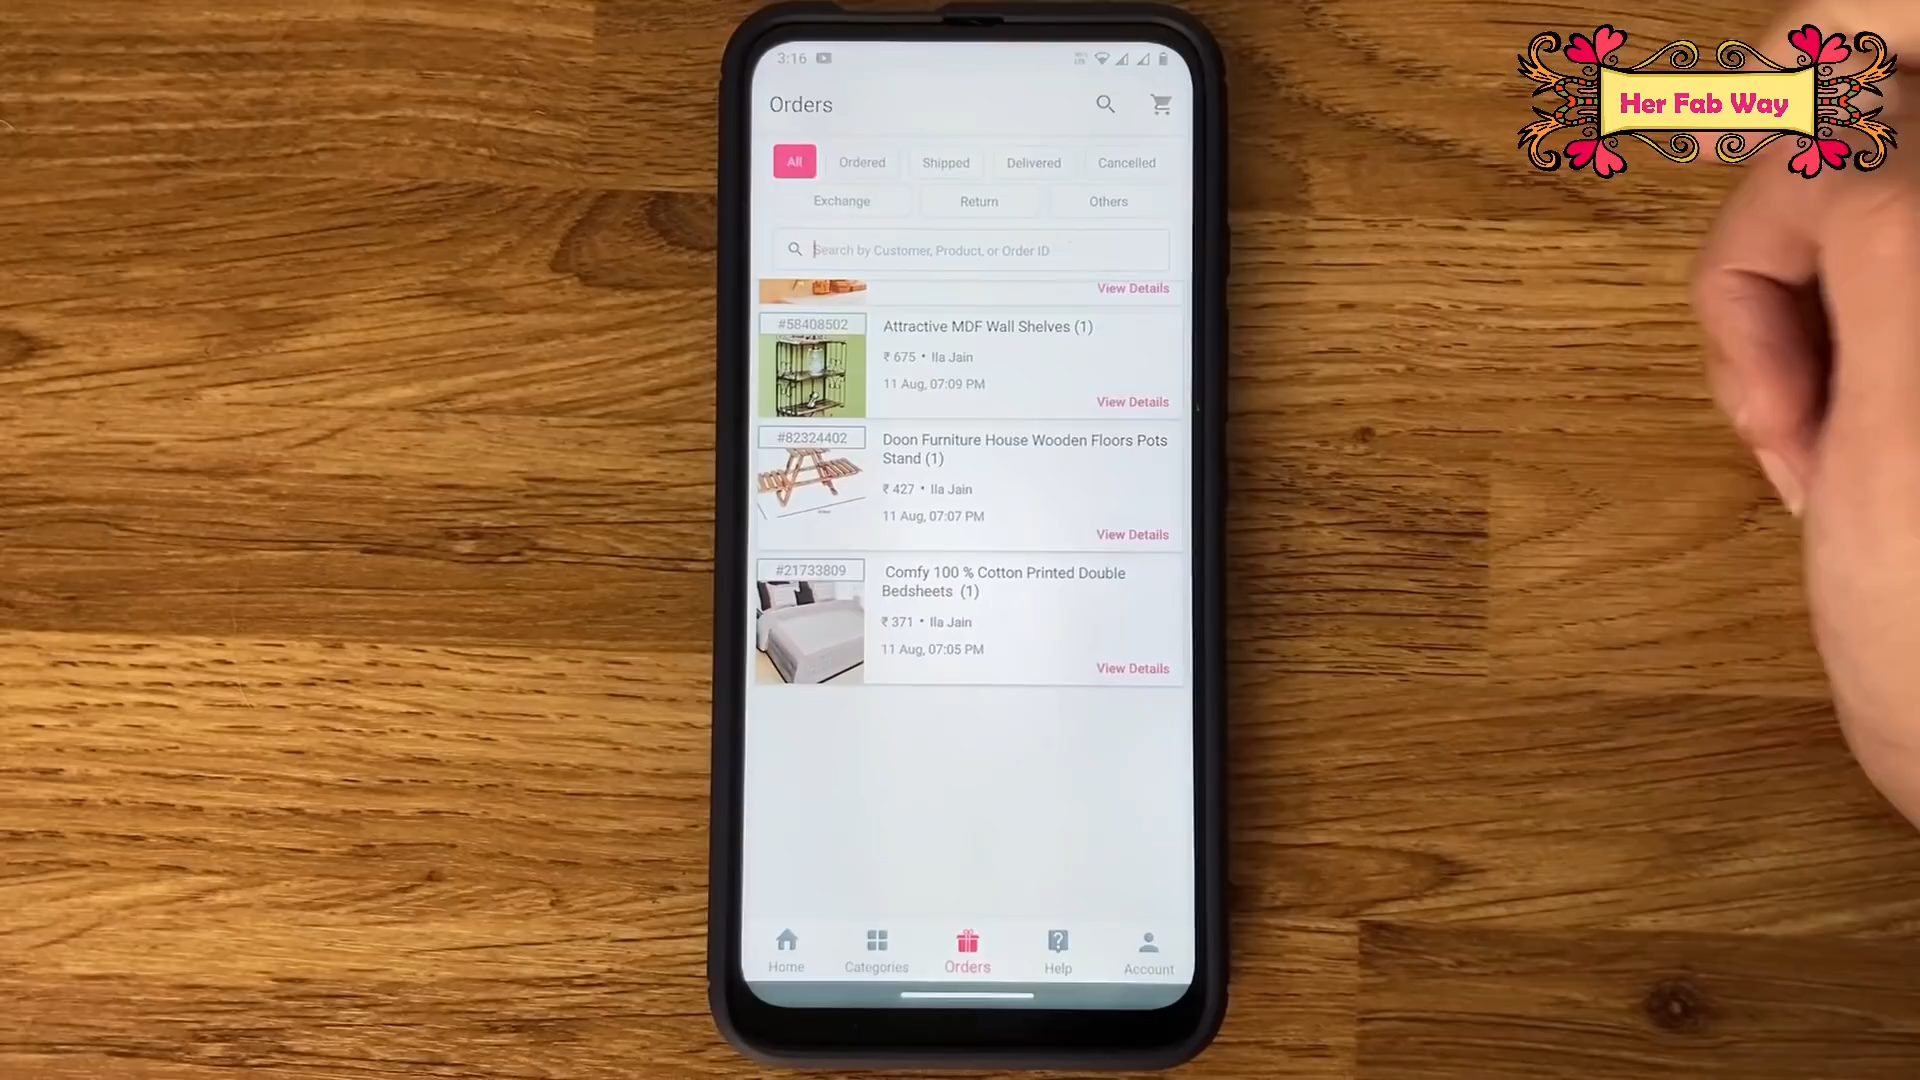 3:16
Orders
Her Fab Way
All
Ordered
Shipped
Delivered
Cancelled
Exchange
Return
Others
Search by Customer, Product, or Order ID
View Details
#58408502
Attractive MDF Wall Shelves (1)
₹ 675 • Ila Jain
11 Aug, 07:09 PM
View Details
#82324402
Doon Furniture House Wooden Floors Pots
Stand (1)
₹ 427 • Ila Jain
11 Aug, 07:07 PM
View Details
#21733809
Comfy 100 % Cotton Printed Double
Bedsheets (1)
₹ 371 • Ila Jain
11 Aug, 07:05 PM
View Details
Home
Categories
Orders
Help
Account